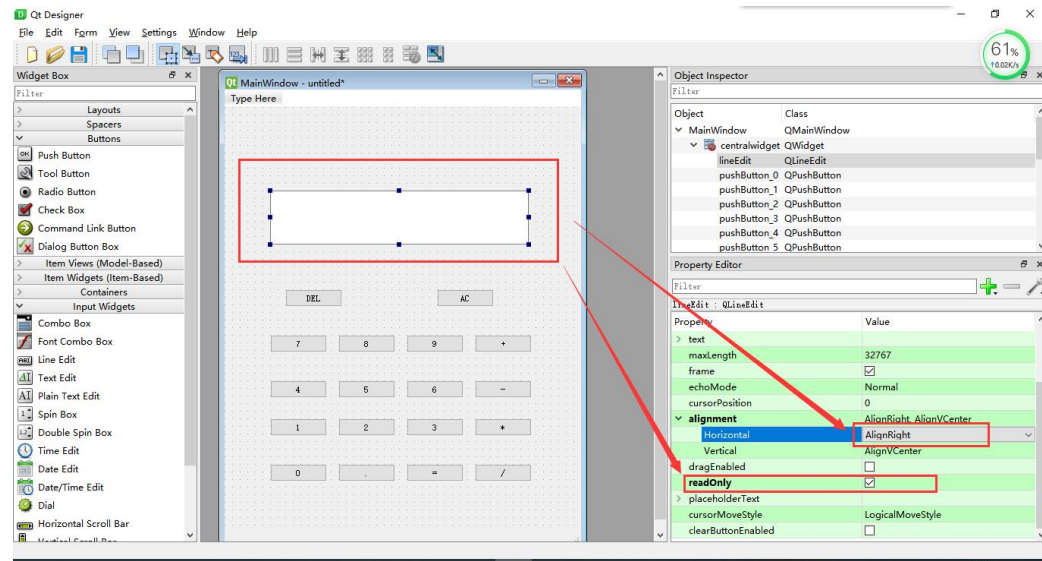 Qt Designer
File Edit Form View Settings Window Help
61%
↑0.02K/s
Widget Box
Filter
Layouts
Spacers
Buttons
Push Button
Tool Button
Radio Button
Check Box
Command Link Button
Dialog Button Box
Item Views (Model-Based)
Item Widgets (Item-Based)
Containers
Input Widgets
Combo Box
Font Combo Box
Line Edit
Text Edit
Plain Text Edit
Spin Box
Double Spin Box
Time Edit
Date Edit
Date/Time Edit
Dial
Horizontal Scroll Bar
Vertical Scroll Bar
MainWindow - untitled*
Type Here
DEL AC
7 8 9 +
4 5 6 -
1 2 3 *
0 . = /
Object Inspector
Filter
Object Class
MainWindow QMainWindow
centralwidget QWidget
lineEdit QLineEdit
pushButton_0 QPushButton
pushButton_1 QPushButton
pushButton_2 QPushButton
pushButton_3 QPushButton
pushButton_4 QPushButton
pushButton_5 QPushButton
Property Editor
Filter
lineEdit : QLineEdit
Property Value
text
maxLength 32767
frame
echoMode Normal
cursorPosition 0
alignment AlignRight, AlignVCenter
Horizontal AlignRight
Vertical AlignVCenter
dragEnabled
readOnly
placeholderText
cursorMoveStyle LogicalMoveStyle
clearButtonEnabled